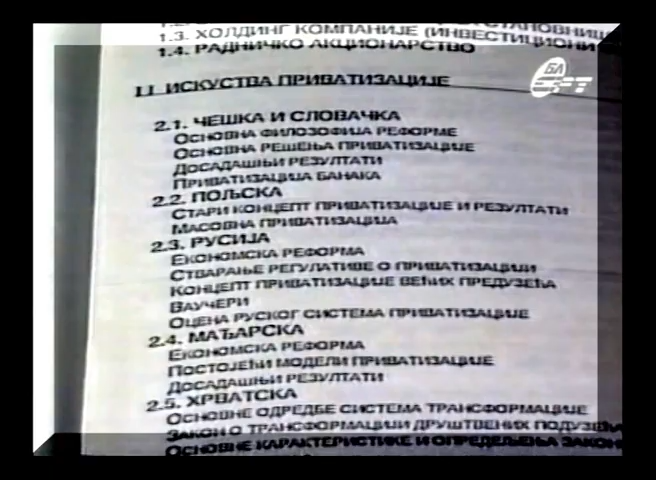 1.3. ХОЛДИНГ КОМПАНИЈЕ (ИНВЕСТИЦИОНИ
1.4. РАДНИЧКО АКЦИОНАРСТВО
БЛ
II ИСКУСТВА ПРИВАТИЗАЦИЈЕ
2.1. ЧЕШКА И СЛОВАЧКА
ОСНОВНА ФИЛОЗОФИЈА РЕФОРМЕ
ОСНОВНА РЕШЕЊА ПРИВАТИЗАЦИЈЕ
ДОСАДАШЊИ РЕЗУЛТАТИ
ПРИВАТИЗАЦИЈА БАНАКА
2.2. ПОЉСКА
СТАРИ КОНЦЕПТ ПРИВАТИЗАЦИЈЕ И РЕЗУЛТАТИ
МАСОВНА ПРИВАТИЗАЦИЈА
2.3. РУСИЈА
ЕКОНОМСКА РЕФОРМА
СТВАРАЊЕ РЕГУЛАТИВЕ О ПРИВАТИЗАЦИЈИ
КОНЦЕПТ ПРИВАТИЗАЦИЈЕ ВЕЋИХ ПРЕДУЗЕЋА
ВАУЧЕРИ
ОЦЕНА РУСКОГ СИСТЕМА ПРИВАТИЗАЦИЈЕ
2.4. МАЂАРСКА
ЕКОНОМСКА РЕФОРМА
ПОСТОЈЕЋИ МОДЕЛИ ПРИВАТИЗАЦИЈЕ
ДОСАДАШЊИ РЕЗУЛТАТИ
2.5. ХРВАТСКА
ОСНОВНЕ ОДРЕДБЕ СИСТЕМА ТРАНСФОРМАЦИЈЕ
ЗАКОН О ТРАНСФОРМАЦИЈИ ДРУШТВЕНИХ ПОДУЗЕЋА
ОСНОВНЕ КАРАКТЕРИСТИКЕ И ОПРЕДЕЉЕЊА ЗАКОН